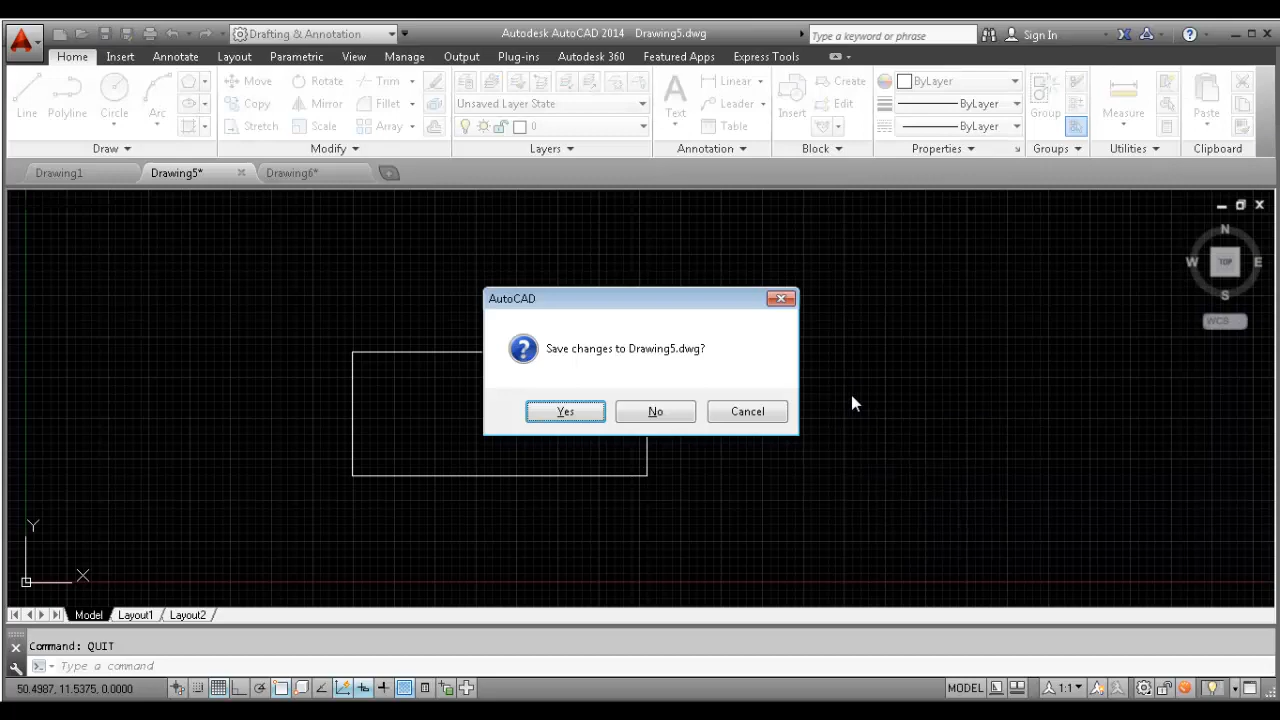 Drafting & Annotation
Autodesk AutoCAD 2014 Drawing5.dwg
Type a keyword or phrase
Sign In
Home Insert Annotate Layout Parametric View Manage Output Plug-ins Autodesk 360 Featured Apps Express Tools
Line Polyline Circle Arc
Move Rotate Trim
Copy Mirror Fillet
Stretch Scale Array
Unsaved Layer State
0
Text
Linear
Leader
Table
Insert
Create
Edit
ByLayer
ByLayer
ByLayer
Group
Measure
Paste
Draw Modify Layers Annotation Block Properties Groups Utilities Clipboard
Drawing1 Drawing5* Drawing6*
N
W TOP E
S
WCS
AutoCAD
Save changes to Drawing5.dwg?
Yes No Cancel
Y
X
Model Layout1 Layout2
Command: QUIT
Type a command
50.4987, 11.5375, 0.0000
MODEL
1:1